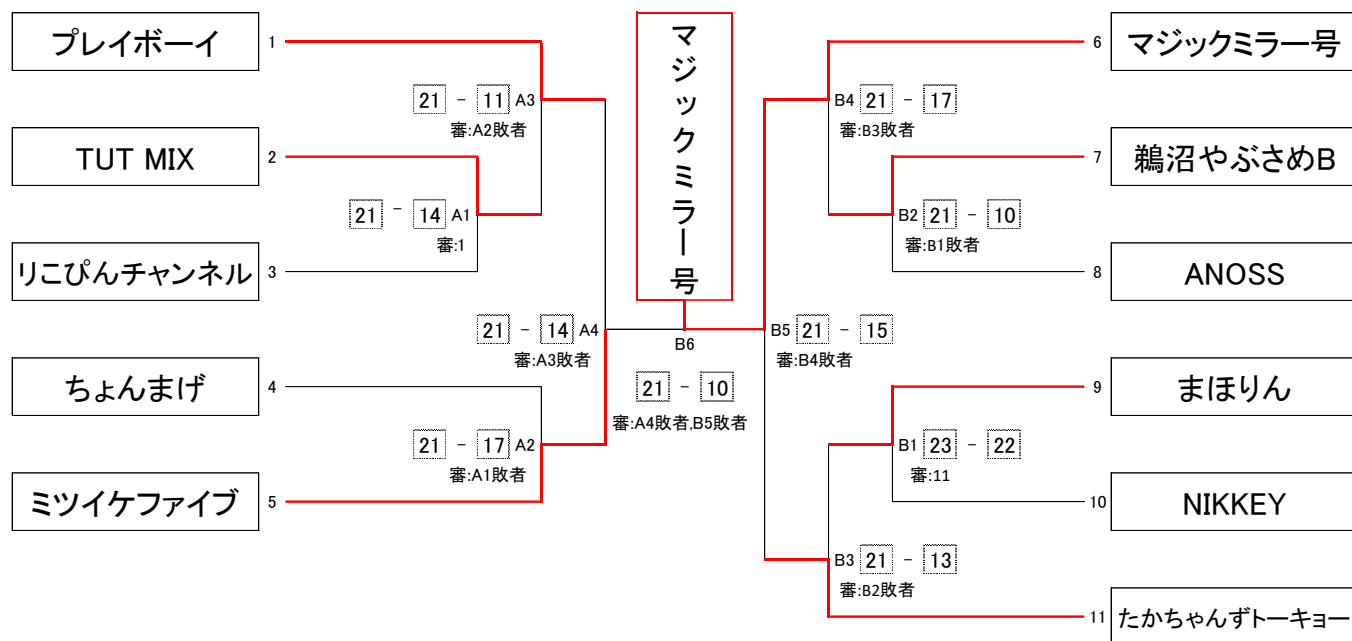 プレイボーイ 1
21 - 11 A3
審:A2敗者
TUT MIX 2
21 - 14 A1
審:1
りこぴんチャンネル 3
21 - 14 A4
審:A3敗者
ちょんまげ 4
21 - 17 A2
審:A1敗者
ミツイケファイブ 5
マジックミラー号
B6
21 - 10
審:A4敗者,B5敗者
6 マジックミラー号
B4 21 - 17
審:B3敗者
7 鵜沼やぶさめB
B2 21 - 10
審:B1敗者
8 ANOSS
B5 21 - 15
審:B4敗者
9 まほりん
B1 23 - 22
審:11
10 NIKKEY
B3 21 - 13
審:B2敗者
11 たかちゃんずトーキョー